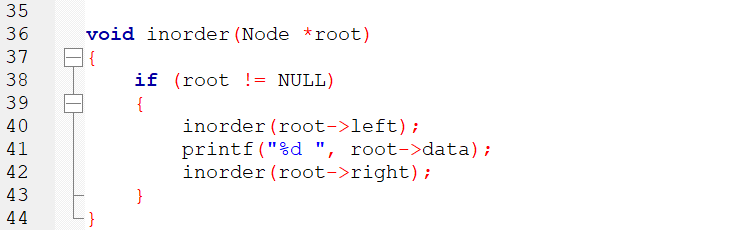 35
36 void inorder(Node *root)
37 {
38 if (root != NULL)
39 {
40 inorder(root->left);
41 printf("%d ", root->data);
42 inorder(root->right);
43 }
44 }